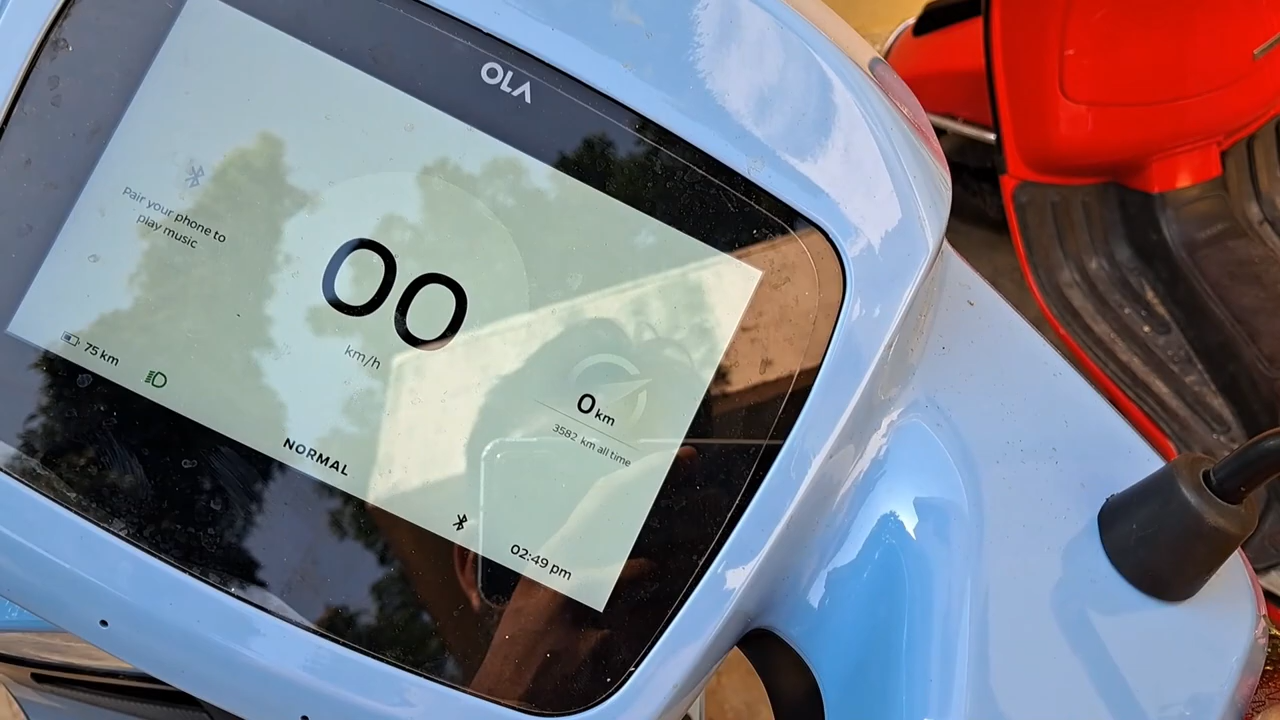 OLA
Pair your phone to
play music
00
km/h
75 km
0 km
3582 km all time
NORMAL
02:49 pm